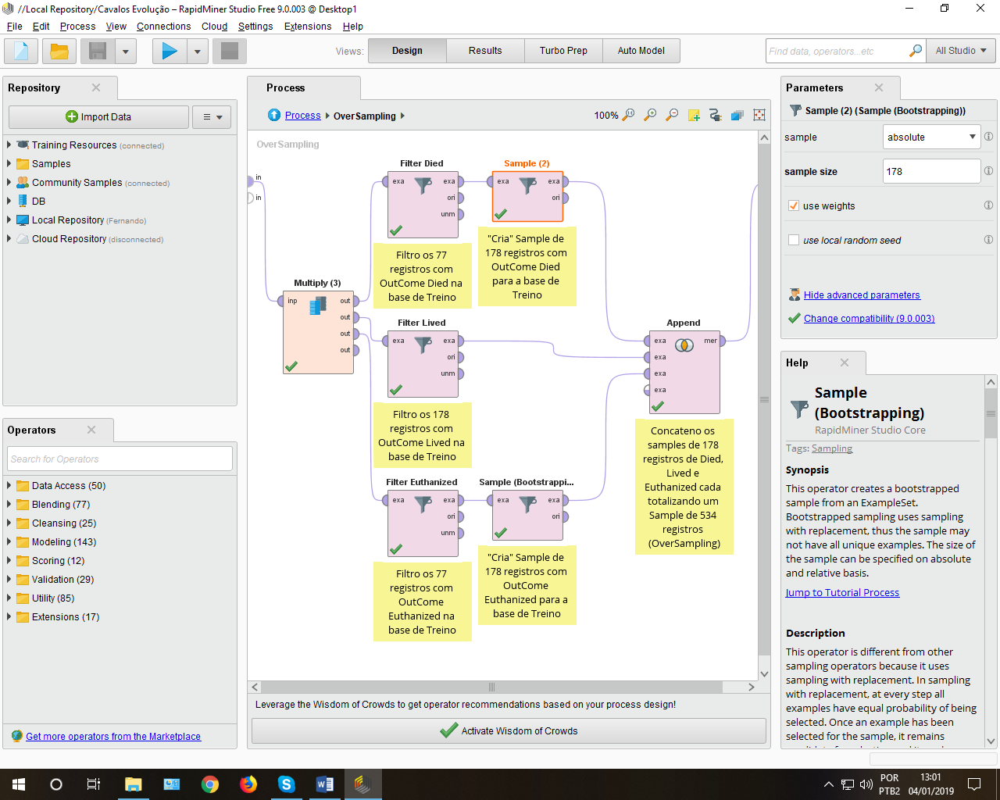 //Local Repository/Cavalos Evolução – RapidMiner Studio Free 9.0.003 @ Desktop1
File Edit Process View Connections Cloud Settings Extensions Help
Views: Design Results Turbo Prep Auto Model
Find data, operators...etc
All Studio
Repository
Import Data
Training Resources (connected)
Samples
Community Samples (connected)
DB
Local Repository (Fernando)
Cloud Repository (disconnected)
Operators
Search for Operators
Data Access (50)
Blending (77)
Cleansing (25)
Modeling (143)
Scoring (12)
Validation (29)
Utility (85)
Extensions (17)
Get more operators from the Marketplace
Process
Process OverSampling
100%
OverSampling
in
in
Multiply (3)
inp out
out
out
out
Filter Died
exa exa
ori
unm
Filtro os 77
registros com
OutCome Died na
base de Treino
Sample (2)
exa exa
ori
"Cria" Sample de
178 registros com
OutCome Died
para a base de
Treino
Filter Lived
exa exa
ori
unm
Filtro os 178
registros com
OutCome Lived na
base de Treino
Filter Euthanized
exa exa
ori
unm
Filtro os 77
registros com
OutCome
Euthanized na
base de Treino
Sample (Bootstrappi...
exa exa
ori
"Cria" Sample de
178 registros com
OutCome
Euthanized para a
base de Treino
Append
exa mer
exa
exa
exa
Concateno os
samples de 178
registros de Died,
Lived e
Euthanized cada
totalizando um
Sample de 534
registros
(OverSampling)
Leverage the Wisdom of Crowds to get operator recommendations based on your process design!
Activate Wisdom of Crowds
Parameters
Sample (2) (Sample (Bootstrapping))
sample absolute
sample size 178
use weights
use local random seed
Hide advanced parameters
Change compatibility (9.0.003)
Help
Sample
(Bootstrapping)
RapidMiner Studio Core
Tags: Sampling
Synopsis
This operator creates a bootstrapped
sample from an ExampleSet.
Bootstrapped sampling uses sampling
with replacement, thus the sample may
not have all unique examples. The size of
the sample can be specified on absolute
and relative basis.
Jump to Tutorial Process
Description
This operator is different from other
sampling operators because it uses
sampling with replacement. In sampling
with replacement, at every step all
examples have equal probability of being
selected. Once an example has been
selected for the sample, it remains
POR
PTB2
13:01
04/01/2019